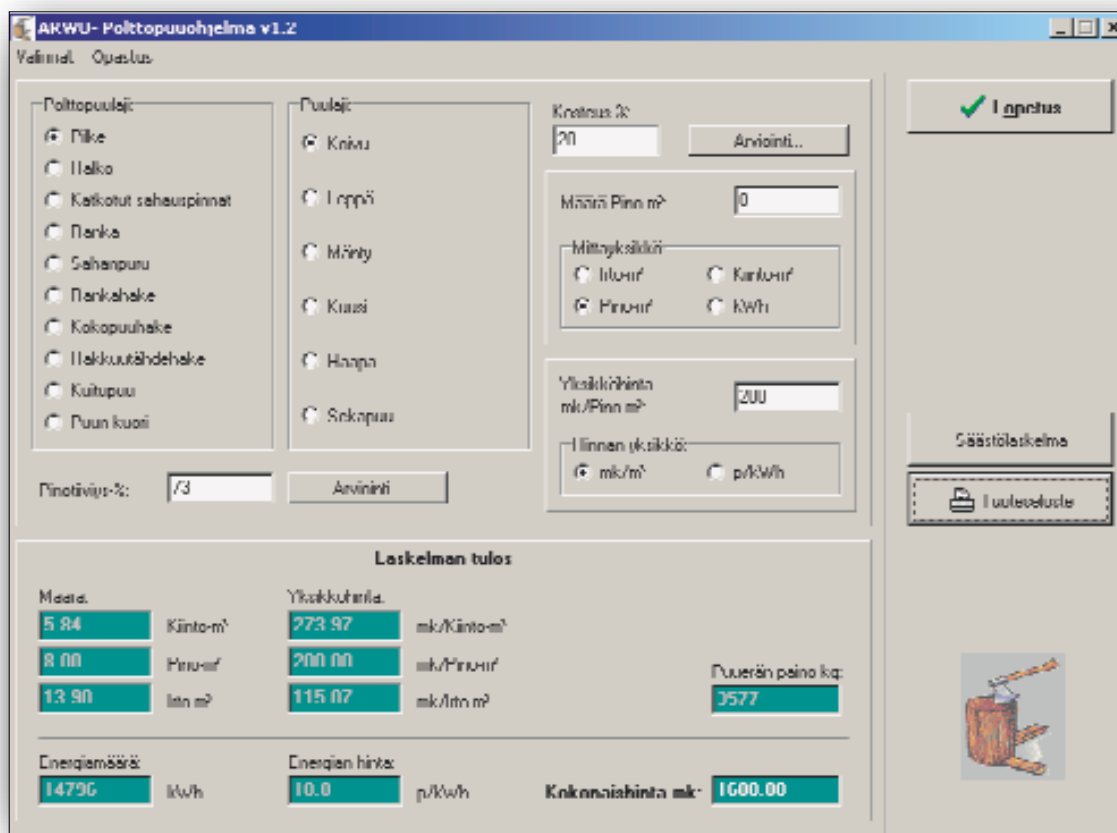 ARWU- Polttopuuohjelma v1.2
Valinnat Opastus
Polttopuulaji:
Pilke
Halko
Katkotut sahauspinnat
Ranka
Sahanpuru
Rankahake
Kokopuuhake
Hakkuutähdehake
Kuitupuu
Puun kuori
Pinotiiviys-%:
73
Arviointi
Puulaji:
Koivu
Leppä
Mänty
Kuusi
Haapa
Sekapuu
Kosteus %:
20
Arviointi...
Määrä Pino m³:
Mittayksikkö
Irto-m³
Kiinto-m³
Pino-m³
kWh
Yksikköhinta
mk/Pino m³:
200
Hinnan yksikkö:
mk/m³
p/kWh
Lopetus
Säästölaskelma
Tuoteseloste
Laskelman tulos
Määrä:
5.84 Kiinto-m³
8.00 Pino-m³
13.90 Irto m³
Yksikköhinta:
273.97 mk/Kiinto-m³
200.00 mk/Pino-m³
115.07 mk/Irto m³
Puuerän paino kg:
3577
Energiamäärä:
14796 kWh
Energian hinta:
10.8 p/kWh
Kokonaishinta mk: 1600.00